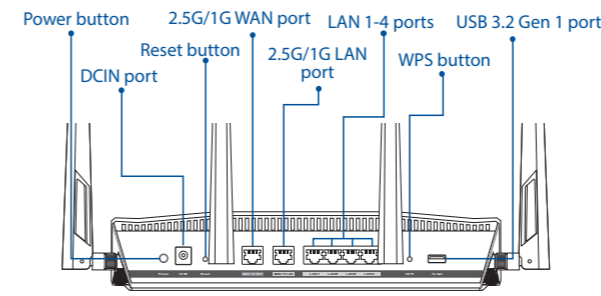 Power button
2.5G/1G WAN port
LAN 1-4 ports
USB 3.2 Gen 1 port
Reset button
2.5G/1G LAN
port
WPS button
DCIN port